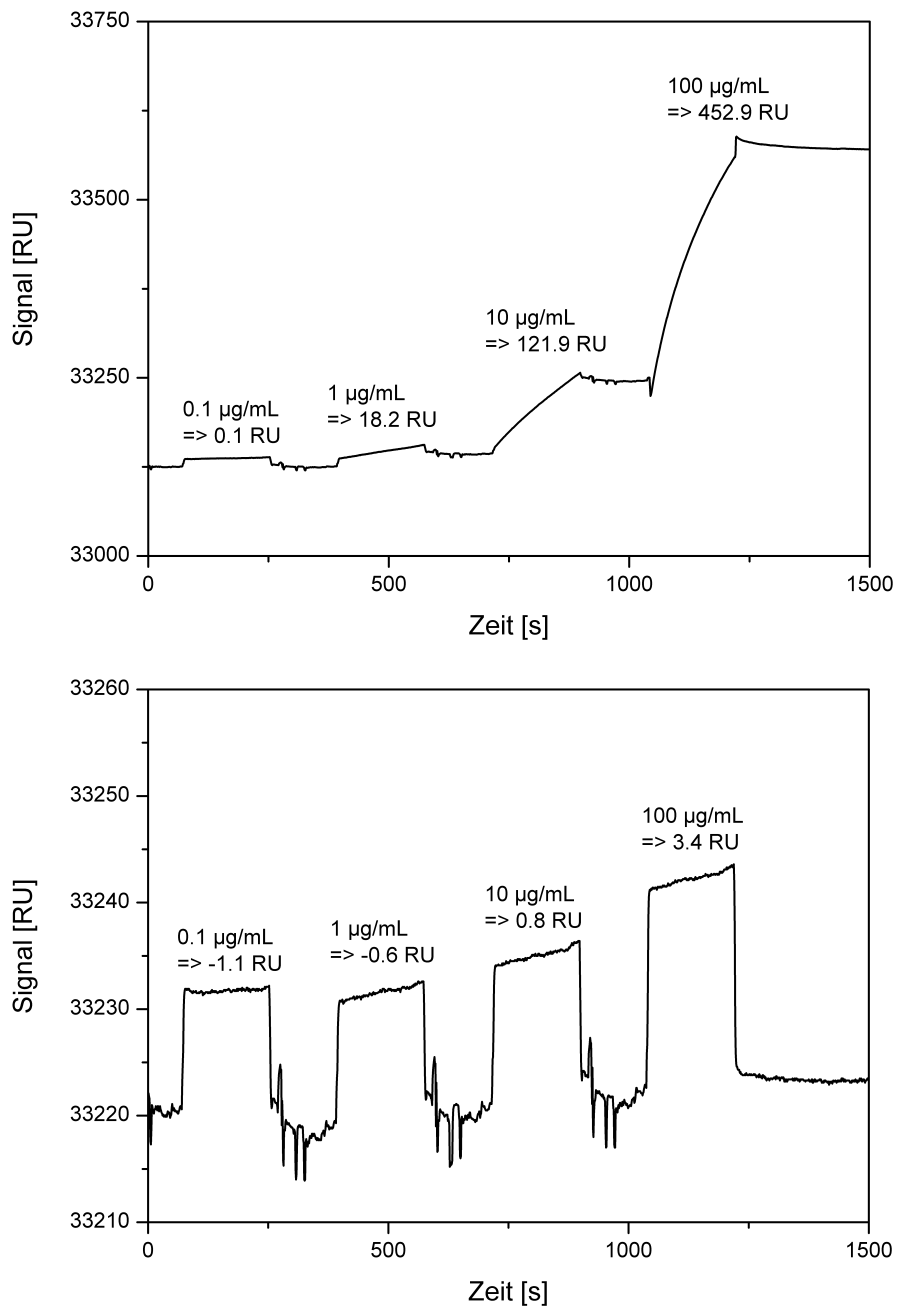 33750
33500
33250
33000
Signal [RU]
0.1 µg/mL
=> 0.1 RU
1 µg/mL
=> 18.2 RU
10 µg/mL
=> 121.9 RU
100 µg/mL
=> 452.9 RU
0
500
1000
1500
Zeit [s]
33260
33250
33240
33230
33220
33210
Signal [RU]
0.1 µg/mL
=> -1.1 RU
1 µg/mL
=> -0.6 RU
10 µg/mL
=> 0.8 RU
100 µg/mL
=> 3.4 RU
0
500
1000
1500
Zeit [s]